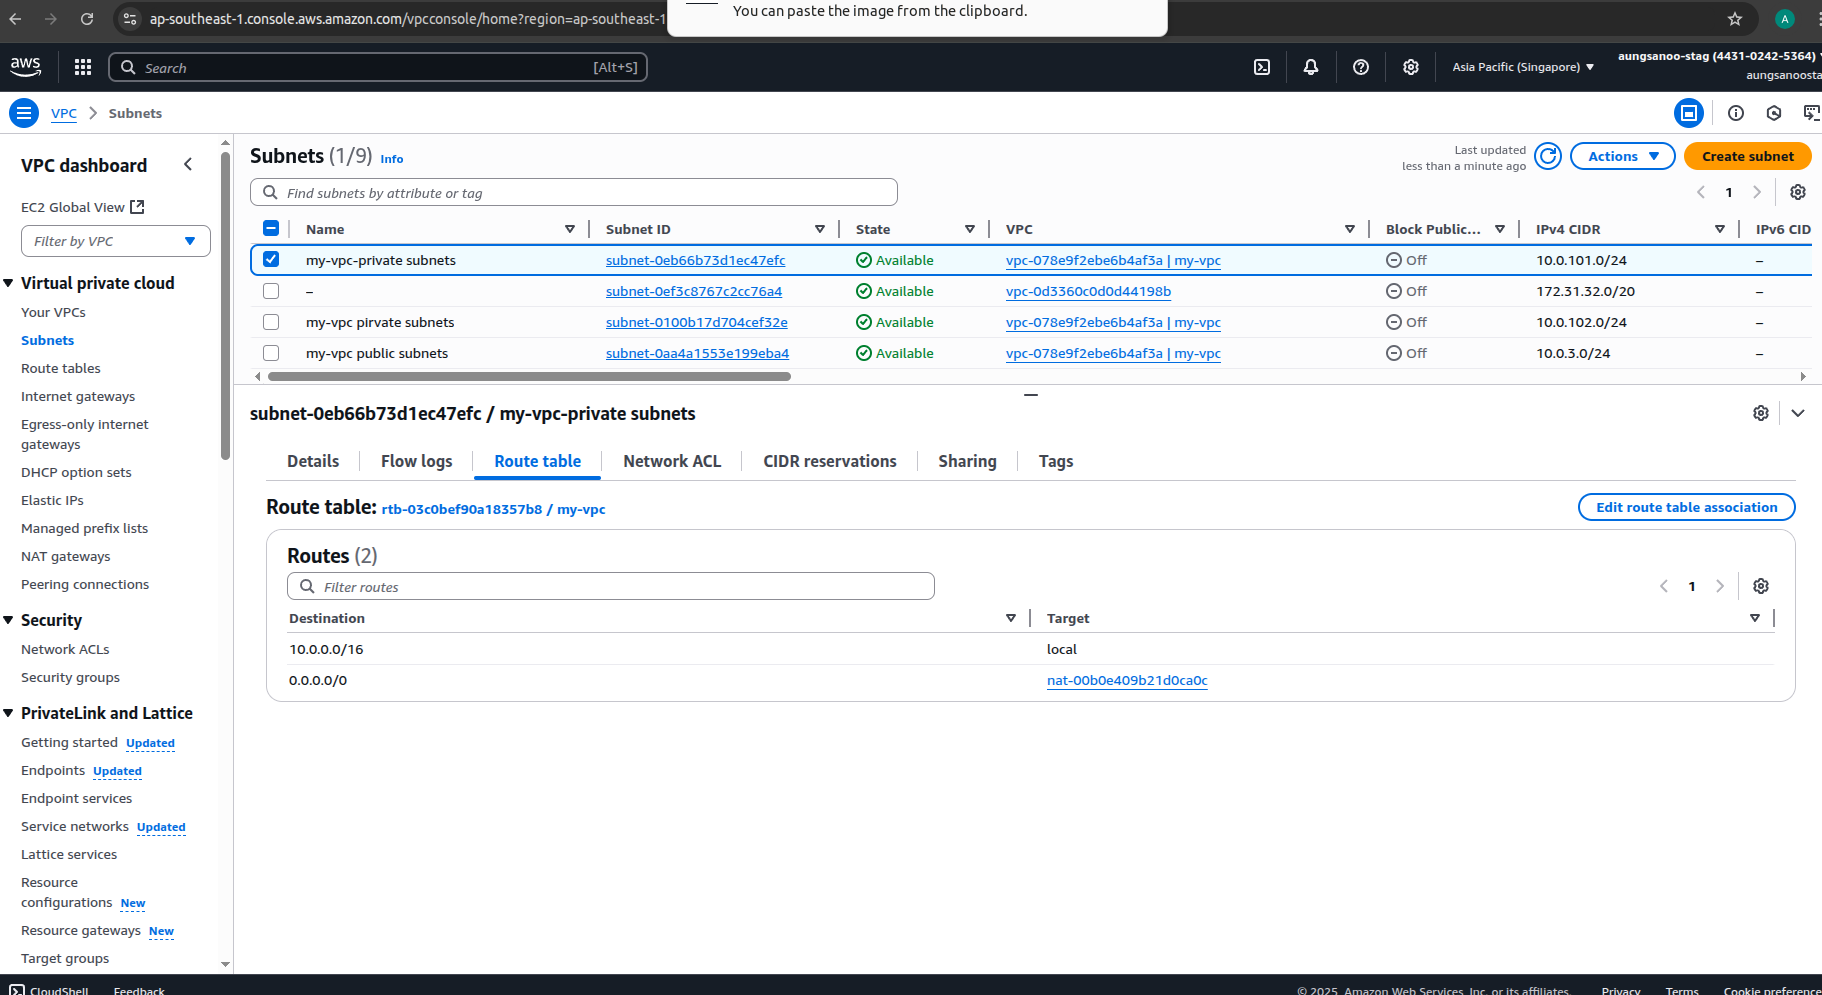 You can paste the image from the clipboard.
ap-southeast-1.console.aws.amazon.com/vpcconsole/home?region=ap-southeast-1
A
aws
Search [Alt+S]
Asia Pacific (Singapore)
aungsanoo-stag (4431-0242-5364)
aungsanoosta
VPC
Subnets
VPC dashboard
EC2 Global View
Filter by VPC
Virtual private cloud
Your VPCs
Subnets
Route tables
Internet gateways
Egress-only internet
gateways
DHCP option sets
Elastic IPs
Managed prefix lists
NAT gateways
Peering connections
Security
Network ACLs
Security groups
PrivateLink and Lattice
Getting started Updated
Endpoints Updated
Endpoint services
Service networks Updated
Lattice services
Resource
configurations New
Resource gateways New
Target groups
Subnets (1/9) Info
Last updated
less than a minute ago
Actions
Create subnet
Find subnets by attribute or tag
1
Name Subnet ID State VPC Block Public... IPv4 CIDR IPv6 CID
my-vpc-private subnets subnet-0eb66b73d1ec47efc Available vpc-078e9f2ebe6b4af3a | my-vpc Off 10.0.101.0/24 –
– subnet-0ef3c8767c2cc76a4 Available vpc-0d3360c0d0d44198b Off 172.31.32.0/20 –
my-vpc pirvate subnets subnet-0100b17d704cef32e Available vpc-078e9f2ebe6b4af3a | my-vpc Off 10.0.102.0/24 –
my-vpc public subnets subnet-0aa4a1553e199eba4 Available vpc-078e9f2ebe6b4af3a | my-vpc Off 10.0.3.0/24 –
subnet-0eb66b73d1ec47efc / my-vpc-private subnets
Details Flow logs Route table Network ACL CIDR reservations Sharing Tags
Route table: rtb-03c0bef90a18357b8 / my-vpc
Edit route table association
Routes (2)
Filter routes
1
Destination Target
10.0.0.0/16 local
0.0.0.0/0 nat-00b0e409b21d0ca0c
CloudShell Feedback
© 2025, Amazon Web Services, Inc. or its affiliates. Privacy Terms Cookie preference